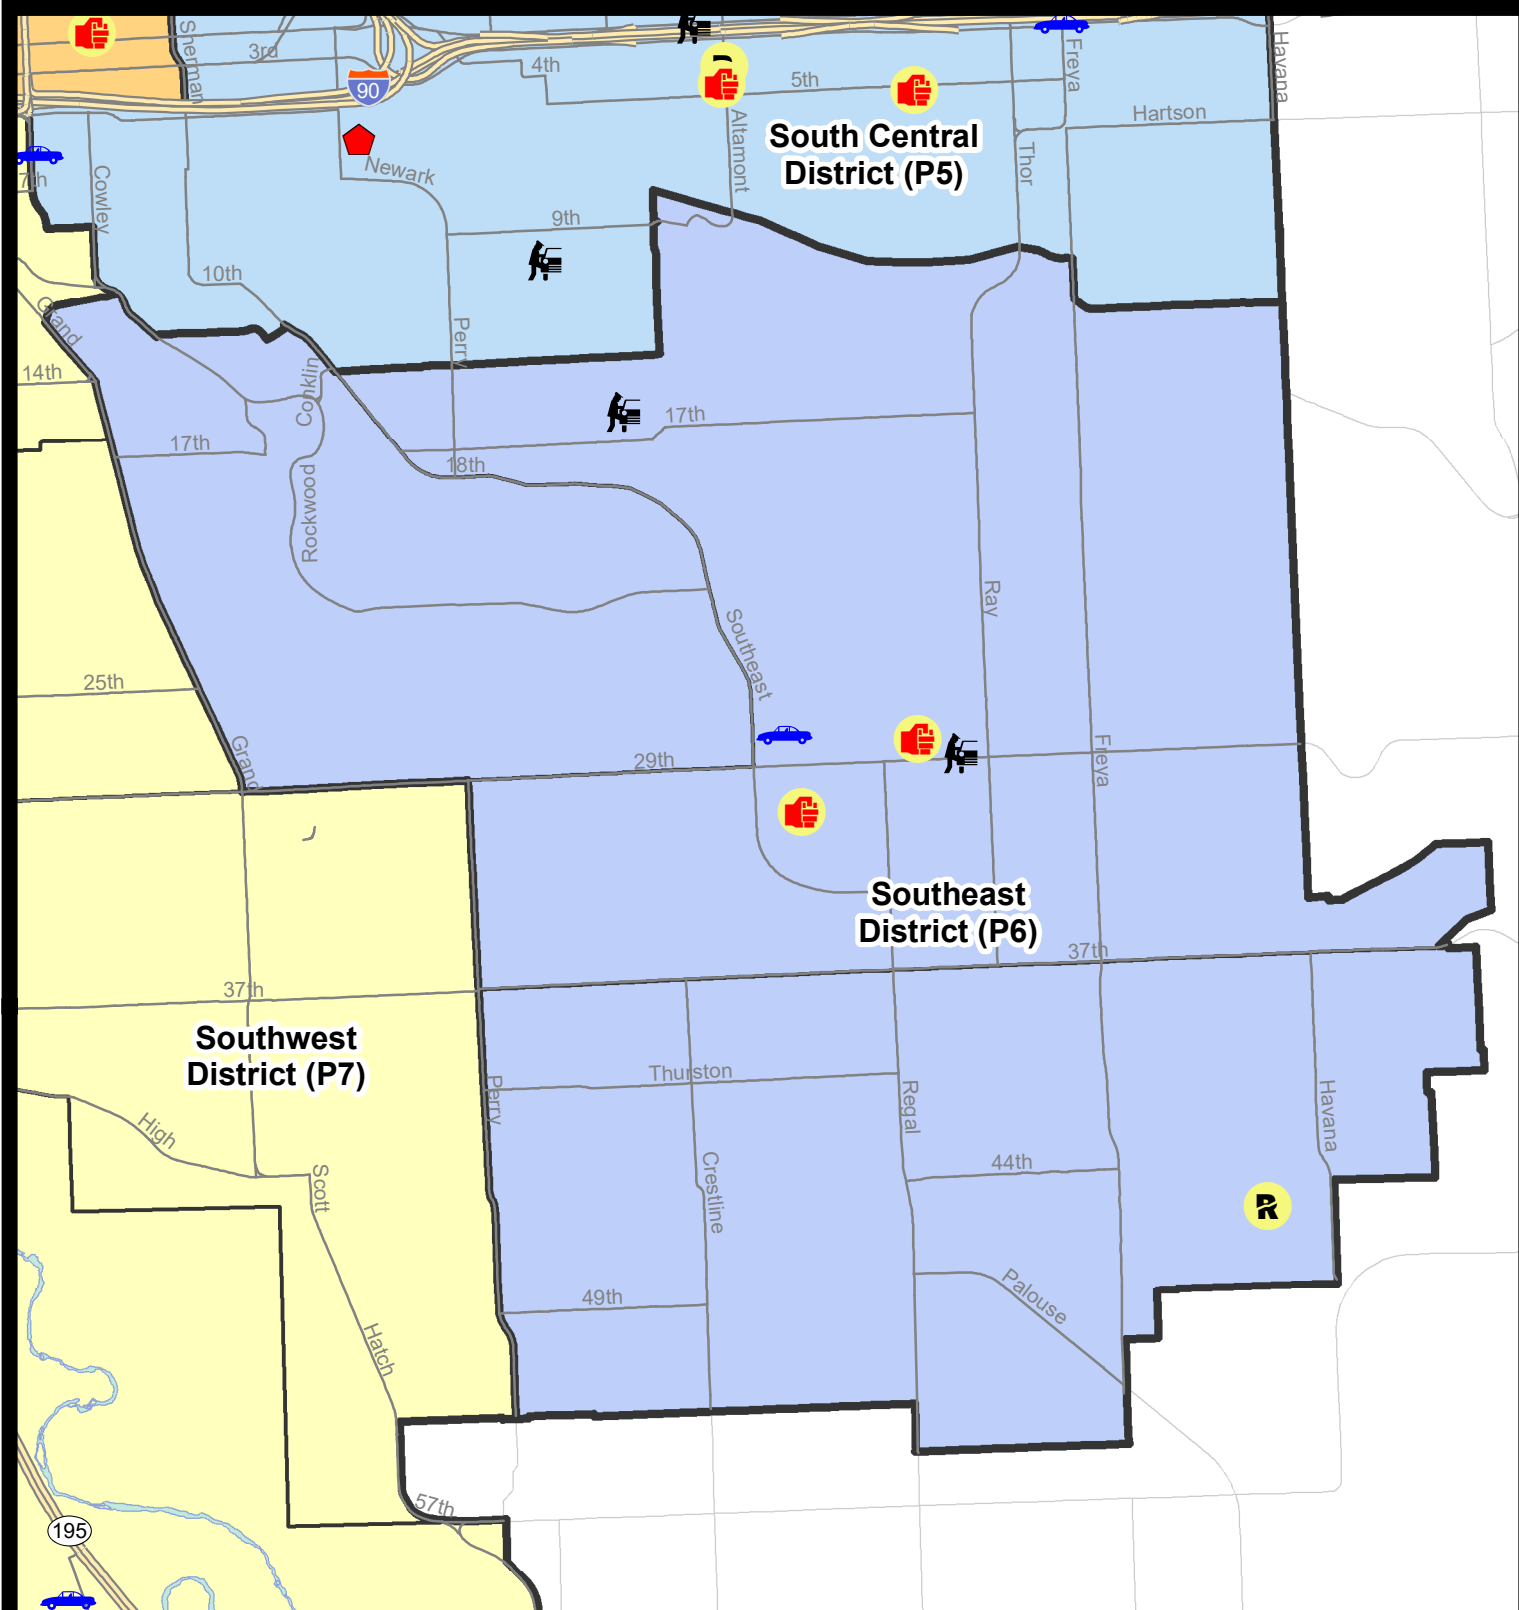 Sherman
3rd
90
4th
5th
Freya
Havana
Hartson
Altamont
South Central
District (P5)
Thor
7th
Cowley
Newark
9th
10th
Grand
Perry
14th
Conklin
17th
17th
18th
Rockwood
Ray
Southeast
25th
Grand
29th
Freya
Southeast
District (P6)
37th
37th
Southwest
District (P7)
Thurston
Perry
Regal
Havana
High
Scott
Crestline
44th
R
Palouse
49th
Hatch
57th
195